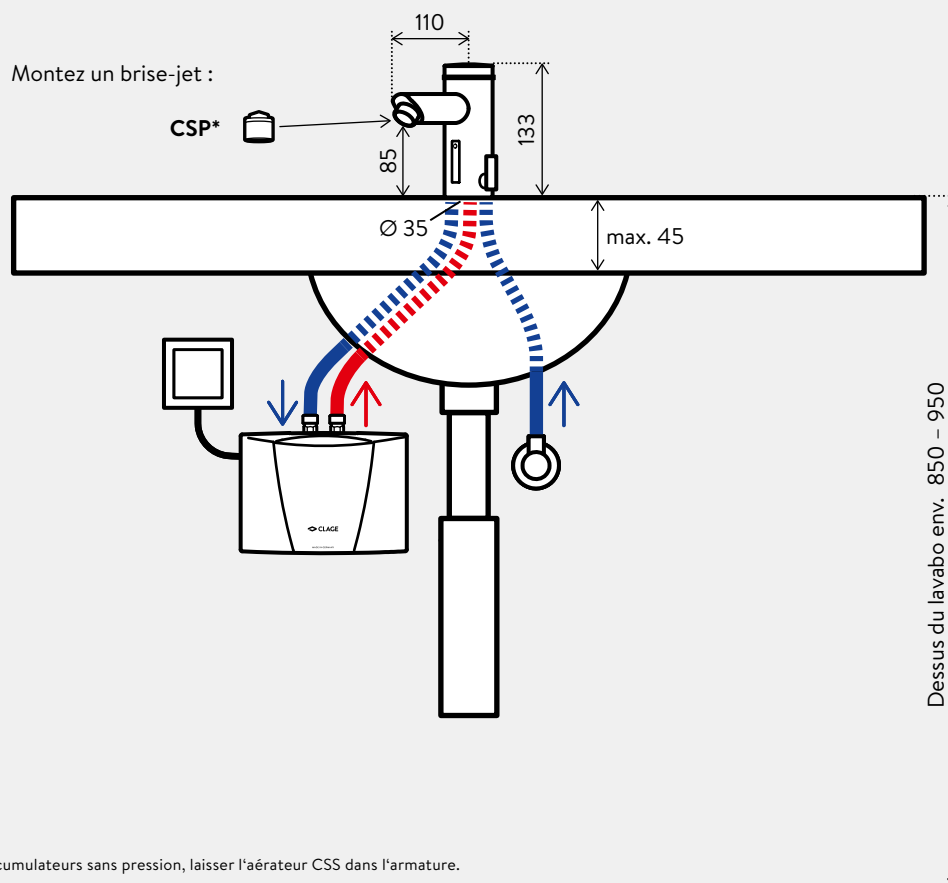 110
Montez un brise-jet :
CSP*
133
85
Ø 35
max. 45
Dessus du lavabo env. 850 – 950
CLAGE
cumulateurs sans pression, laisser l‘aérateur CSS dans l‘armature.